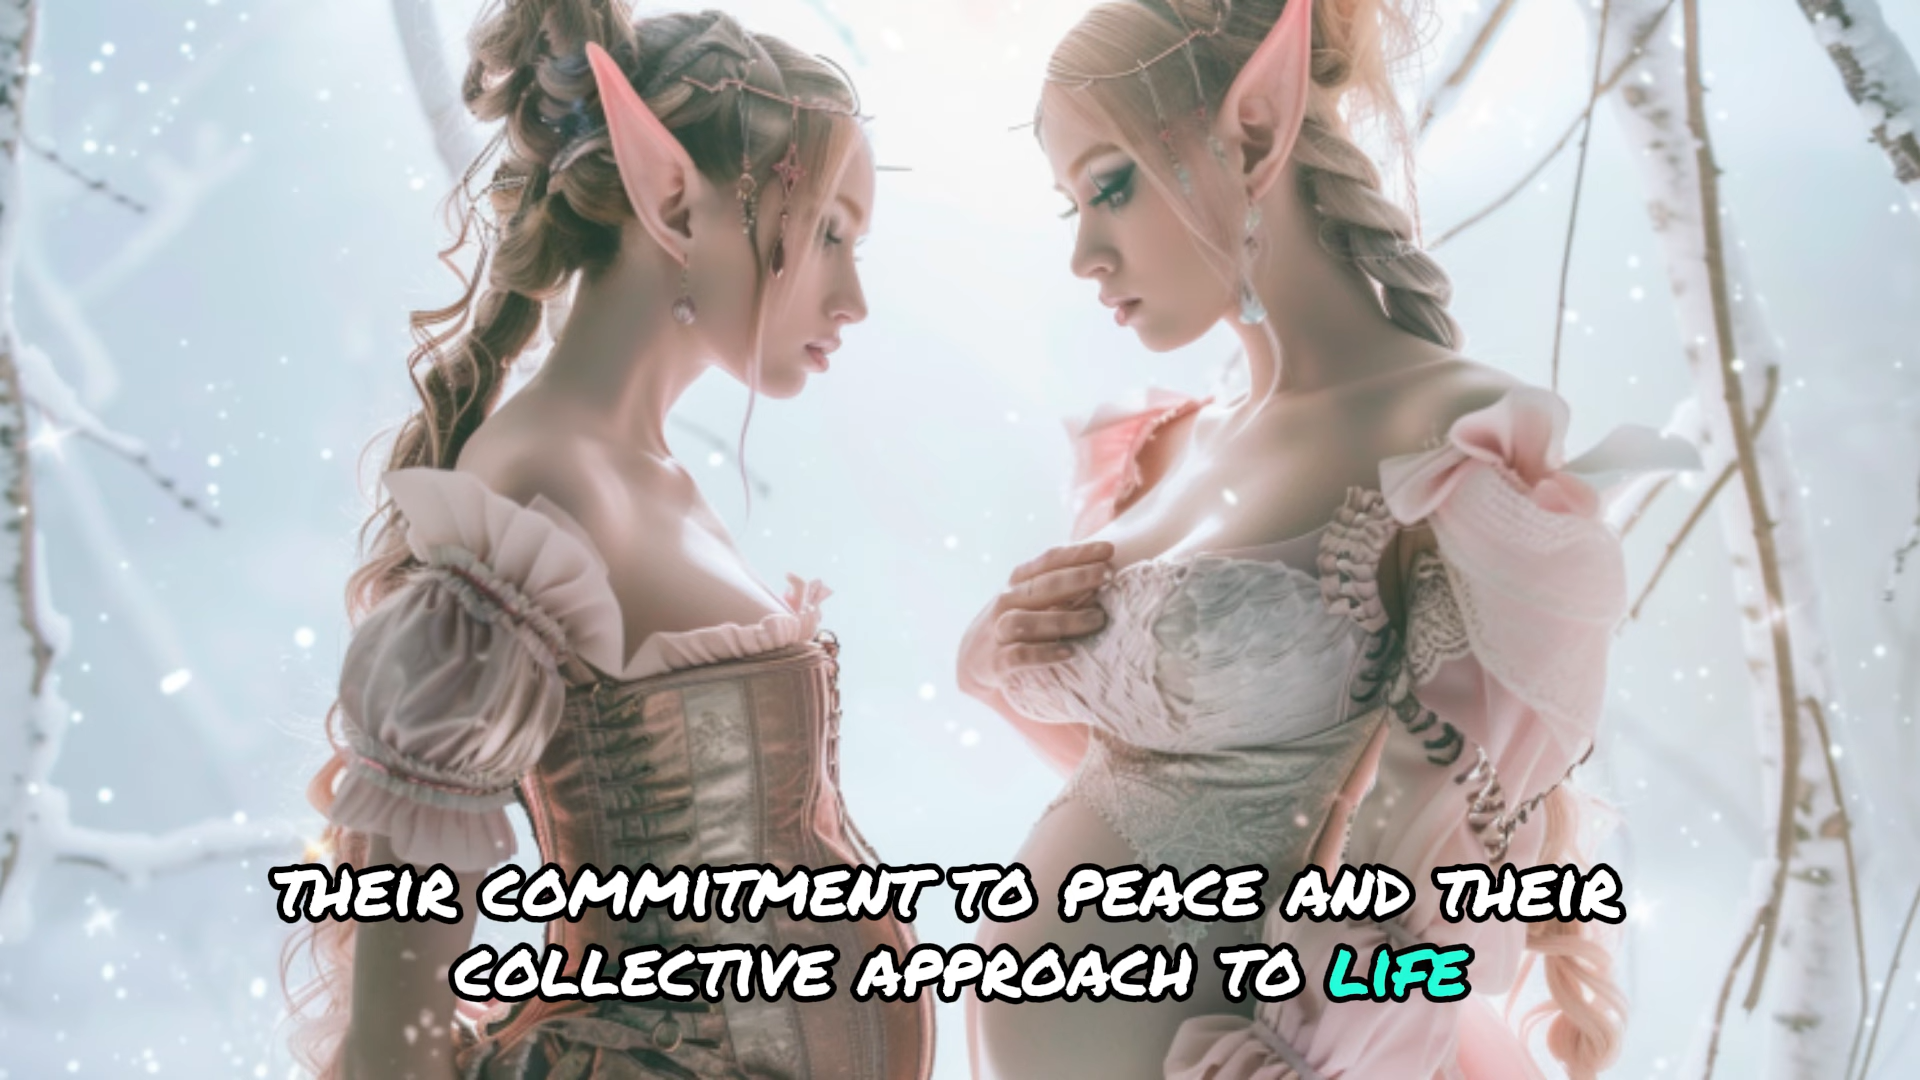 THEIR COMMITMENT TO PEACE AND THEIR
COLLECTIVE APPROACH TO LIFE